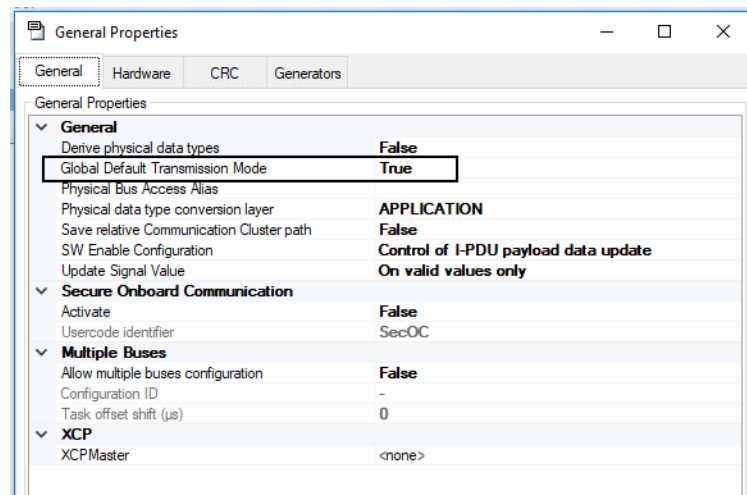 General Properties
General Hardware CRC Generators
General Properties
General
Derive physical data types False
Global Default Transmission Mode True
Physical Bus Access Alias
Physical data type conversion layer APPLICATION
Save relative Communication Cluster path False
SW Enable Configuration Control of I-PDU payload data update
Update Signal Value On valid values only
Secure Onboard Communication
Activate False
Usercode identifier SecOC
Multiple Buses
Allow multiple buses configuration False
Configuration ID -
Task offset shift (µs) 0
XCP
XCPMaster <none>